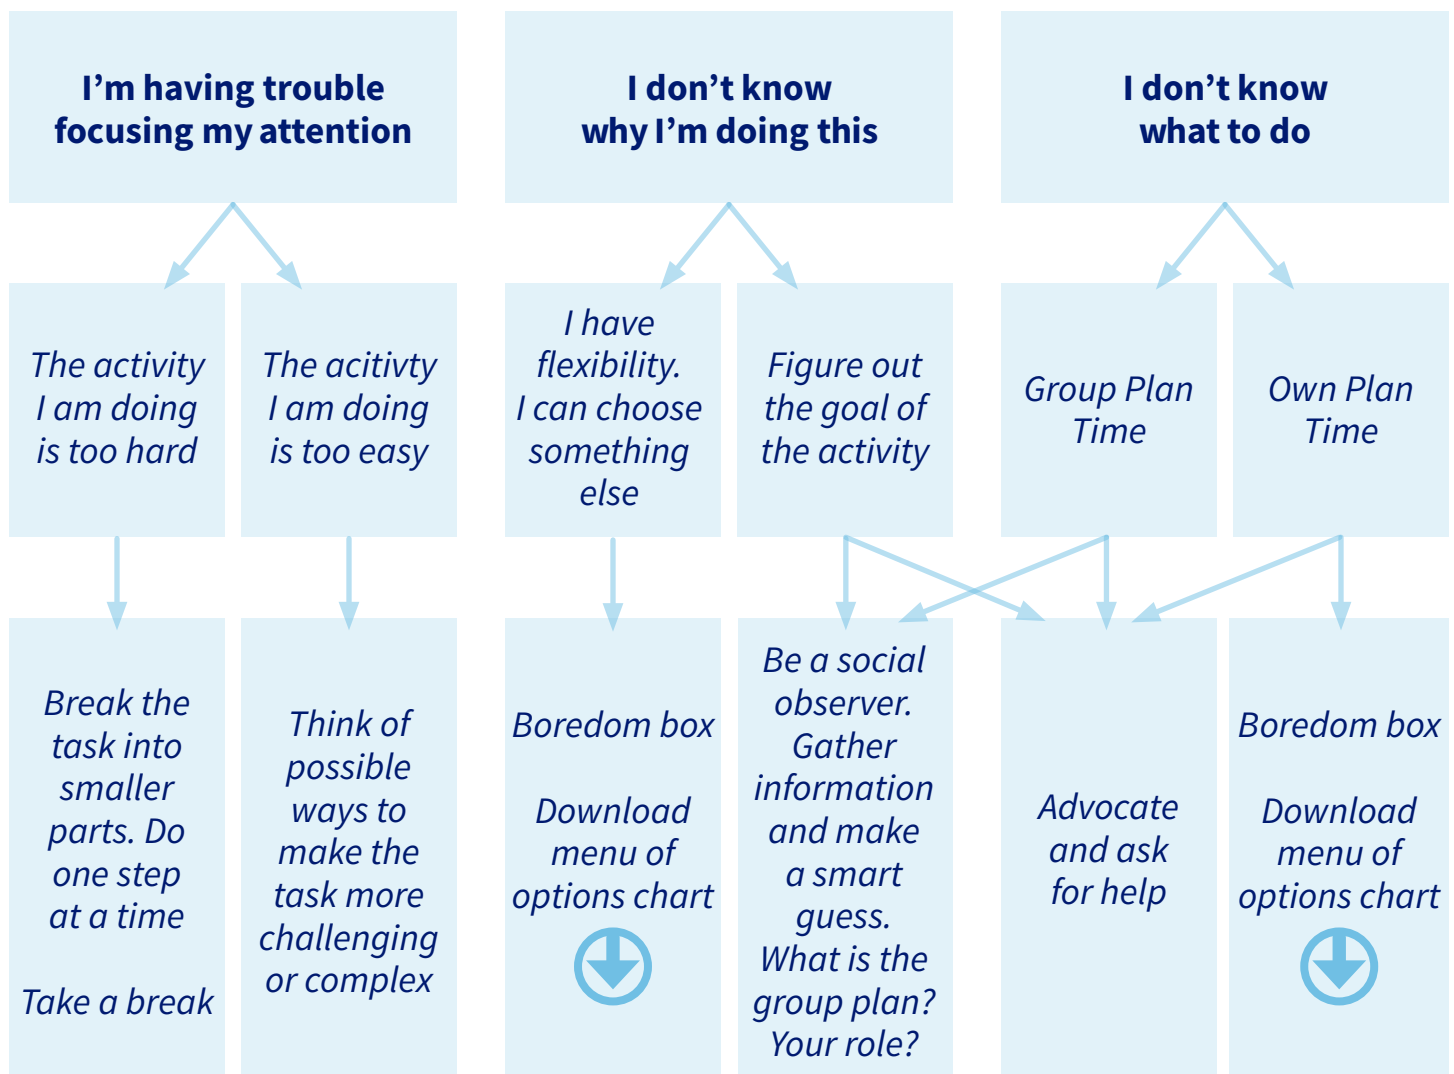 I’m having trouble
focusing my attention
I don’t know
why I’m doing this
I don’t know
what to do
The activity
I am doing
is too hard
The acitivty
I am doing
is too easy
I have
flexibility.
I can choose
something
else
Figure out
the goal of
the activity
Group Plan
Time
Own Plan
Time
Break the
task into
smaller
parts. Do
one step
at a time
Take a break
Think of
possible
ways to
make the
task more
challenging
or complex
Boredom box
Download
menu of
options chart
Be a social
observer.
Gather
information
and make
a smart
guess.
What is the
group plan?
Your role?
Advocate
and ask
for help
Boredom box
Download
menu of
options chart